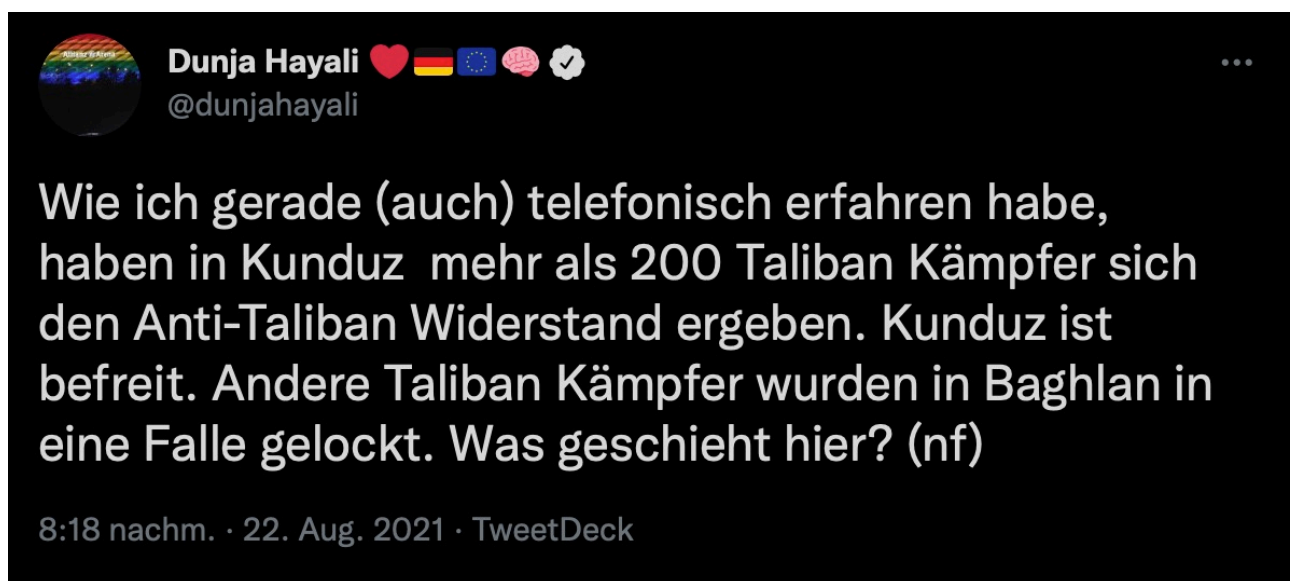 Allianz Arena
Dunja Hayali ❤️🇩🇪🇪🇺🧠
@dunjahayali
Wie ich gerade (auch) telefonisch erfahren habe,
haben in Kunduz  mehr als 200 Taliban Kämpfer sich
den Anti-Taliban Widerstand ergeben. Kunduz ist
befreit. Andere Taliban Kämpfer wurden in Baghlan in
eine Falle gelockt. Was geschieht hier? (nf)
8:18 nachm. · 22. Aug. 2021 · TweetDeck